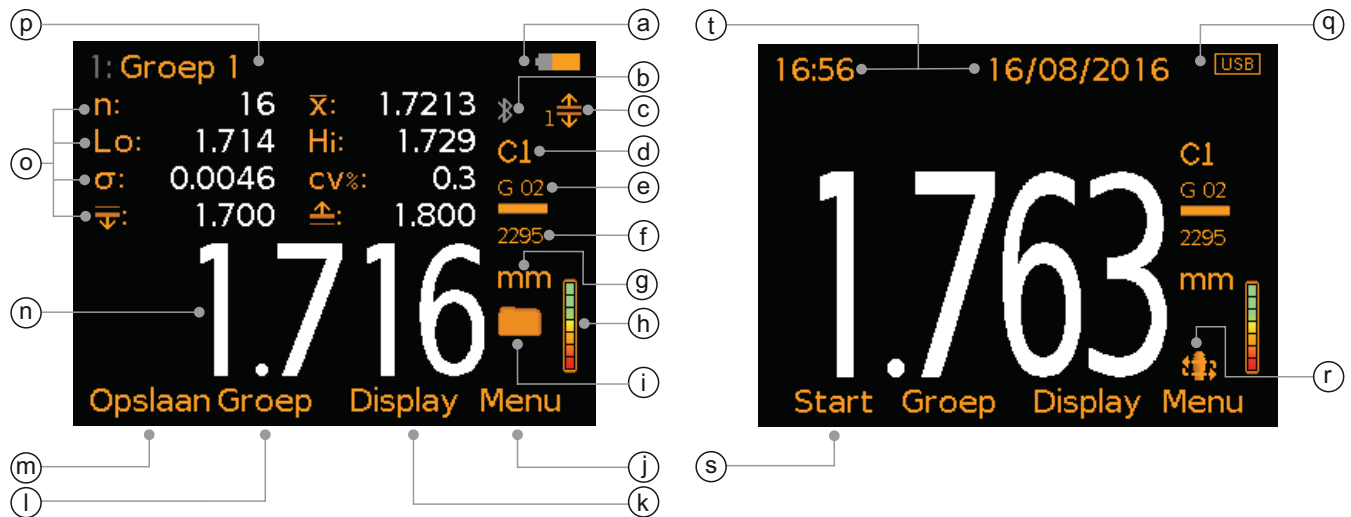 p
a
1: Groep 1
b
n: 16 x̄: 1.7213
1
c
Lo: 1.714 Hi: 1.729
C1
d
o
σ: 0.0046 cv%: 0.3
G 02
e
1.700 : 1.800
2295
f
mm
g
n
1.716
h
i
Opslaan Groep Display Menu
m
j
l
k
t
q
16:56 16/08/2016 USB
C1
G 02
1.763
2295
mm
r
Start Groep Display Menu
s